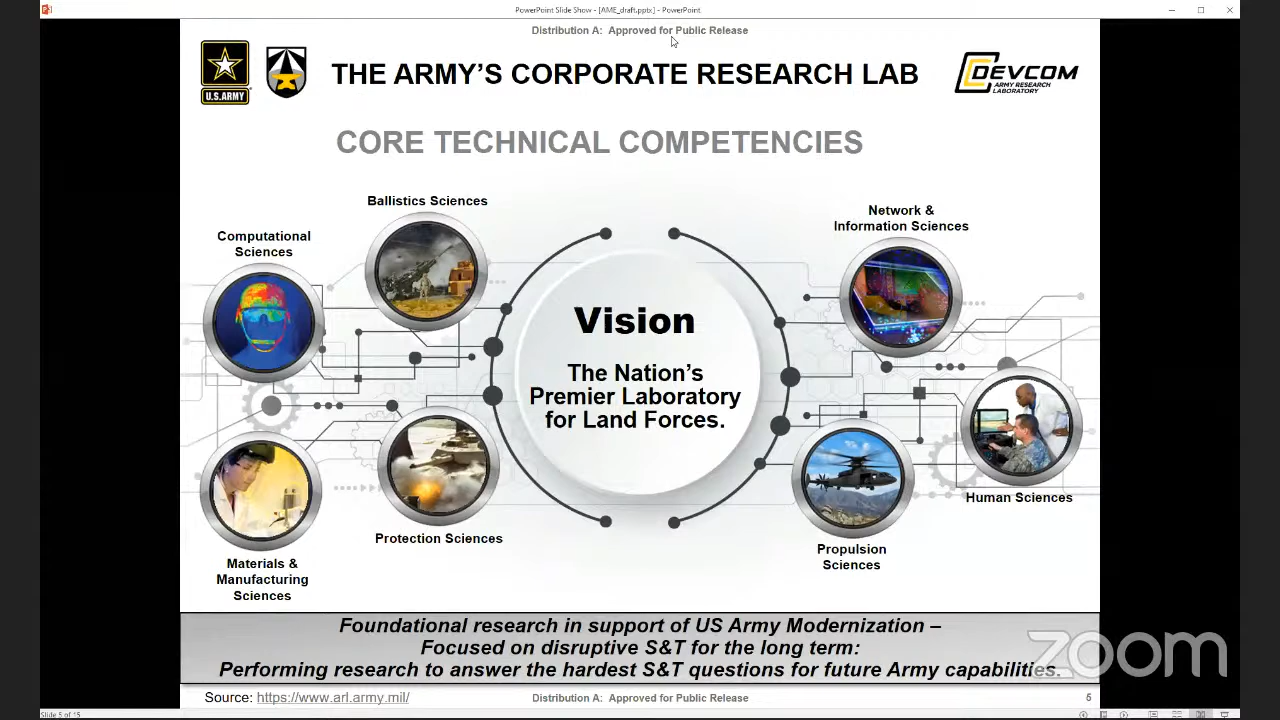 PowerPoint Slide Show - [AME_draft.pptx] - PowerPoint
Distribution A: Approved for Public Release
U.S.ARMY
THE ARMY'S CORPORATE RESEARCH LAB
DEVCOM
ARMY RESEARCH
LABORATORY
CORE TECHNICAL COMPETENCIES
Ballistics Sciences
Computational
Sciences
Network &
Information Sciences
Vision
The Nation's
Premier Laboratory
for Land Forces.
Human Sciences
Protection Sciences
Propulsion
Sciences
Materials &
Manufacturing
Sciences
Foundational research in support of US Army Modernization –
Focused on disruptive S&T for the long term:
Performing research to answer the hardest S&T questions for future Army capabilities.
zoom
Source: https://www.arl.army.mil/
Distribution A: Approved for Public Release
5
Slide 5 of 15